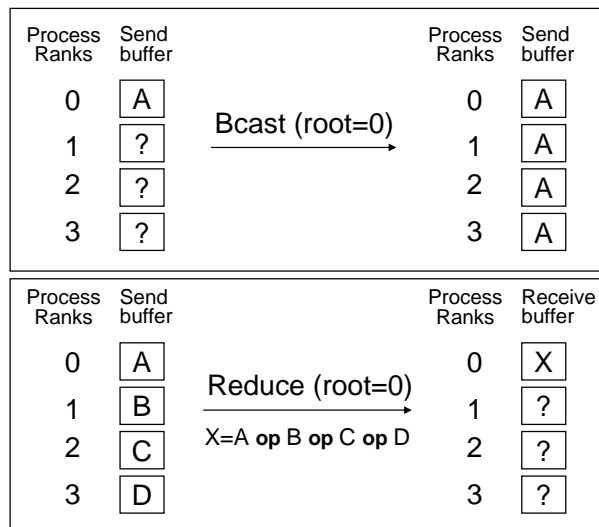 Process Send Process Send
Ranks buffer Ranks buffer
0 A 0 A
Bcast (root=0)
1 ? 1 A
2 ? 2 A
3 ? 3 A
Process Send Process Receive
Ranks buffer Ranks buffer
0 A 0 X
Reduce (root=0)
1 B 1 ?
X=A op B op C op D
2 C 2 ?
3 D 3 ?